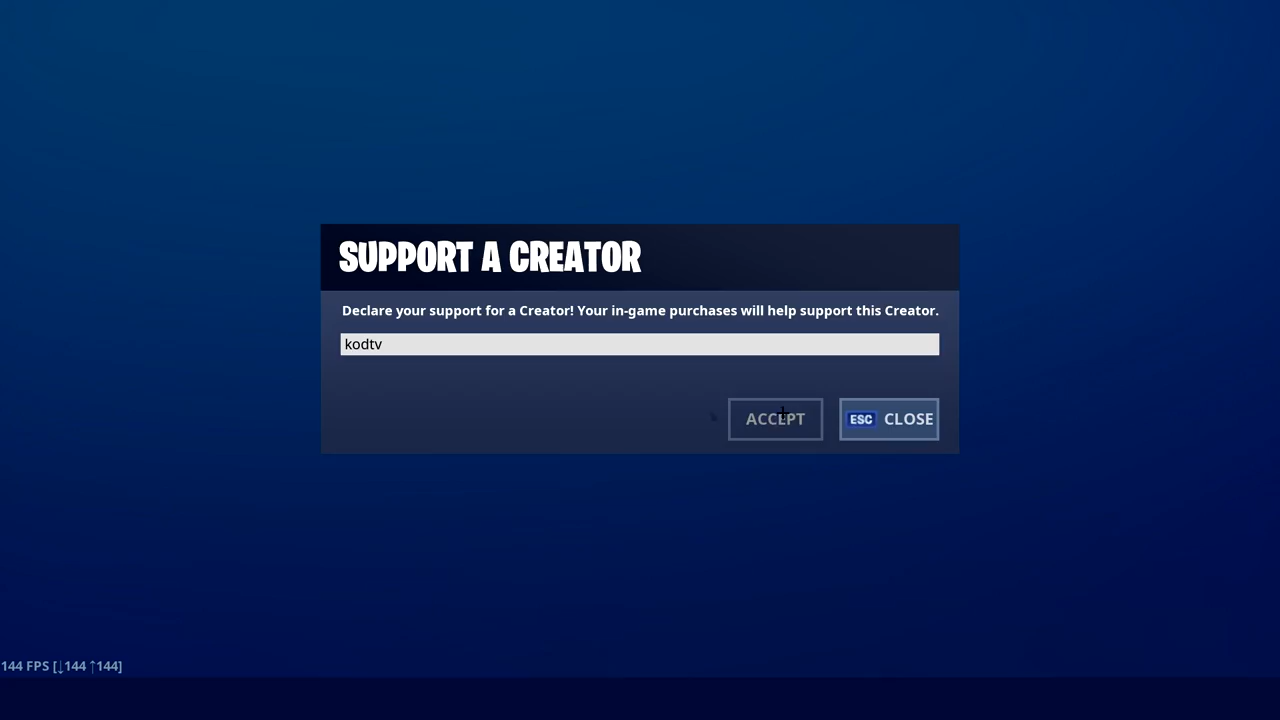 SUPPORT A CREATOR
Declare your support for a Creator! Your in-game purchases will help support this Creator.
kodtv
ACCEPT
ESC CLOSE
144 FPS [↓144 ↑144]